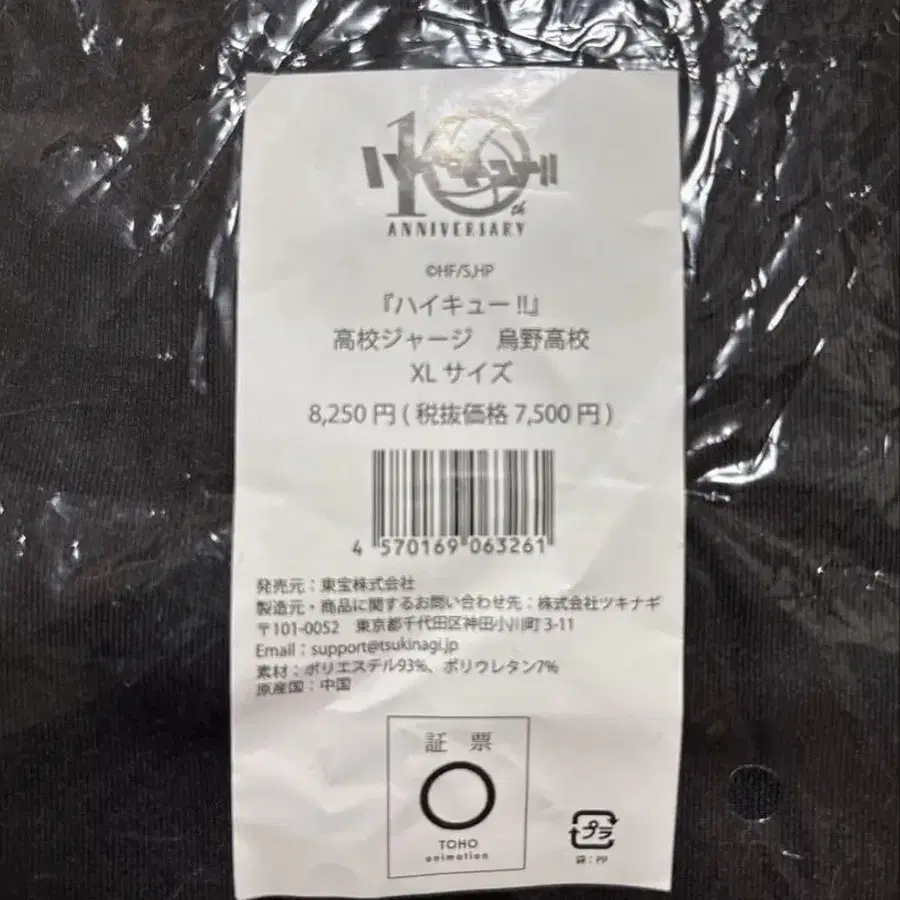 ハイキュー!!
10th
ANNIVERSARY
©HF/S,HP
『ハイキュー!!』
高校ジャージ 烏野高校
XL サイズ
8,250 円 ( 税抜価格 7,500 円 )
4 570169 063261
発売元：東宝株式会社
製造元・商品に関するお問い合わせ先：株式会社ツキナギ
〒101-0052 東京都千代田区神田小川町 3-11
Email：support@tsukinagi.jp
素材：ポリエステル93%、ポリウレタン7%
原産国：中国
証 票
TOHO
animation
プラ
袋：PP